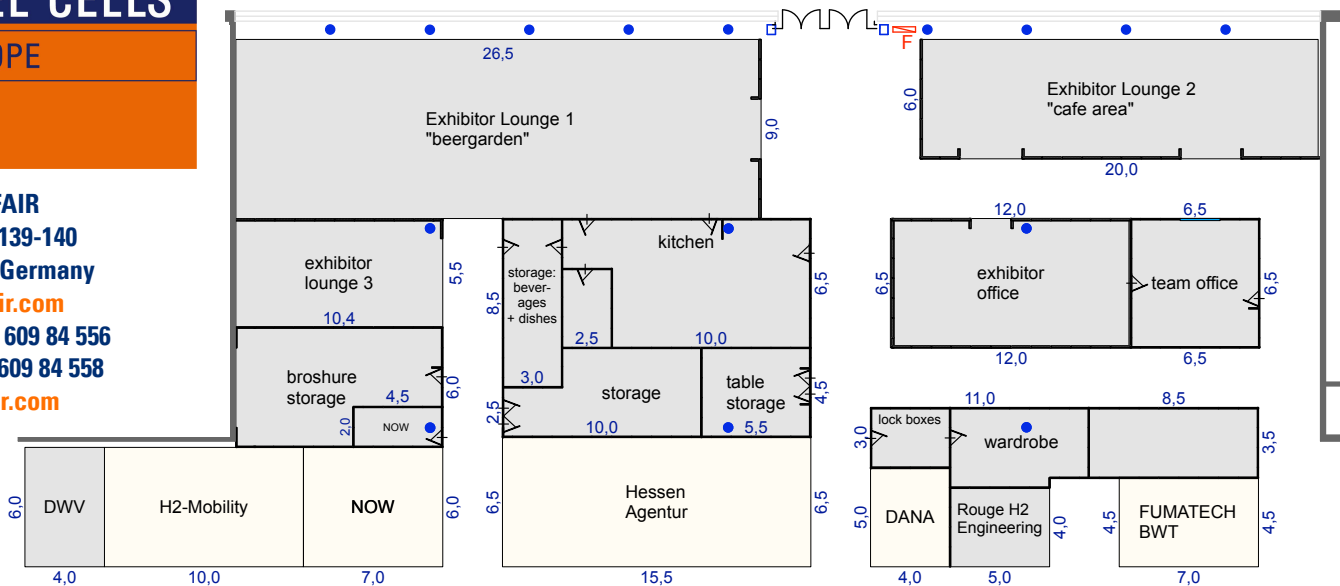 EL CELLS
OPE
FAIR
139-140
Germany
ir.com
609 84 556
609 84 558
r.com
F
26,5
Exhibitor Lounge 1
"beergarden"
9,0
6,0
Exhibitor Lounge 2
"cafe area"
20,0
exhibitor
lounge 3
5,5
10,4
broshure
storage
6,0
4,5
2,0
NOW
8,5
storage:
bever-
ages
+ dishes
3,0
kitchen
2,5
10,0
6,5
storage
2,5
10,0
table
storage
4,5
5,5
12,0
6,5
6,5
exhibitor
office
team office
6,5
12,0
6,5
11,0
8,5
lock boxes
3,0
wardrobe
3,5
6,0
DWV
H2-Mobility
NOW
6,0
4,0
10,0
7,0
6,5
Hessen
Agentur
6,5
15,5
5,0
DANA
4,0
Rouge H2
Engineering
4,0
5,0
4,5
FUMATECH
BWT
4,5
7,0